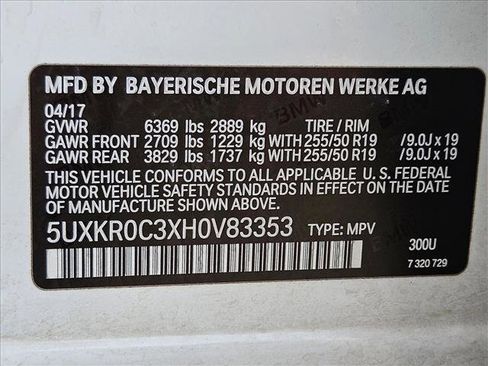 MFD BY BAYERISCHE MOTOREN WERKE AG
04/17
GVWR 6369 lbs 2889 kg TIRE / RIM
GAWR FRONT 2709 lbs 1229 kg WITH 255/50 R19 /9.0J x 19
GAWR REAR 3829 lbs 1737 kg WITH 255/50 R19 /9.0J x 19
THIS VEHICLE CONFORMS TO ALL APPLICABLE U. S. FEDERAL
MOTOR VEHICLE SAFETY STANDARDS IN EFFECT ON THE
DATE OF MANUFACTURE SHOWN ABOVE.
5UXKR0C3XH0V83353 TYPE: MPV
300U
7 320 729
BMW